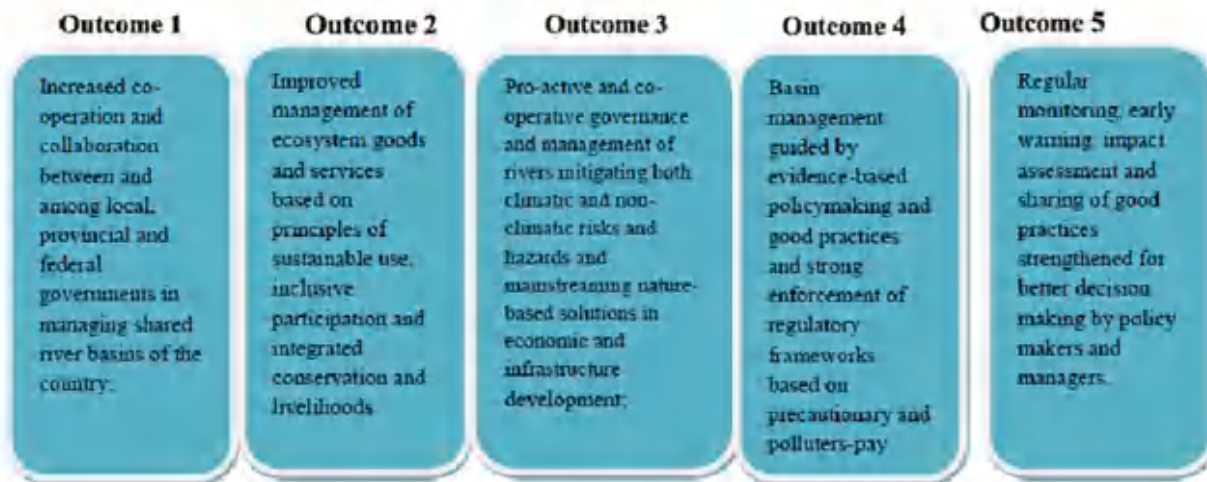 Outcome 1
Increased co-
operation and
collaboration
between and
among local,
provincial and
federal
governments in
managing shared
river basins of the
country;
Outcome 2
Improved
management of
ecosystem goods
and services
based on
principles of
sustainable use,
inclusive
participation and
integrated
conservation and
livelihoods
Outcome 3
Pro-active and co-
operative governance
and management of
rivers mitigating both
climatic and non-
climatic risks and
hazards and
mainstreaming nature-
based solutions in
economic and
infrastructure
development;
Outcome 4
Basin
management
guided by
evidence-based
policymaking and
good practices
and strong
enforcement of
regulatory
frameworks
based on
precautionary and
polluters-pay
Outcome 5
Regular
monitoring, early
warning, impact
assessment and
sharing of good
practices
strengthened for
better decision
making by policy
makers and
managers.